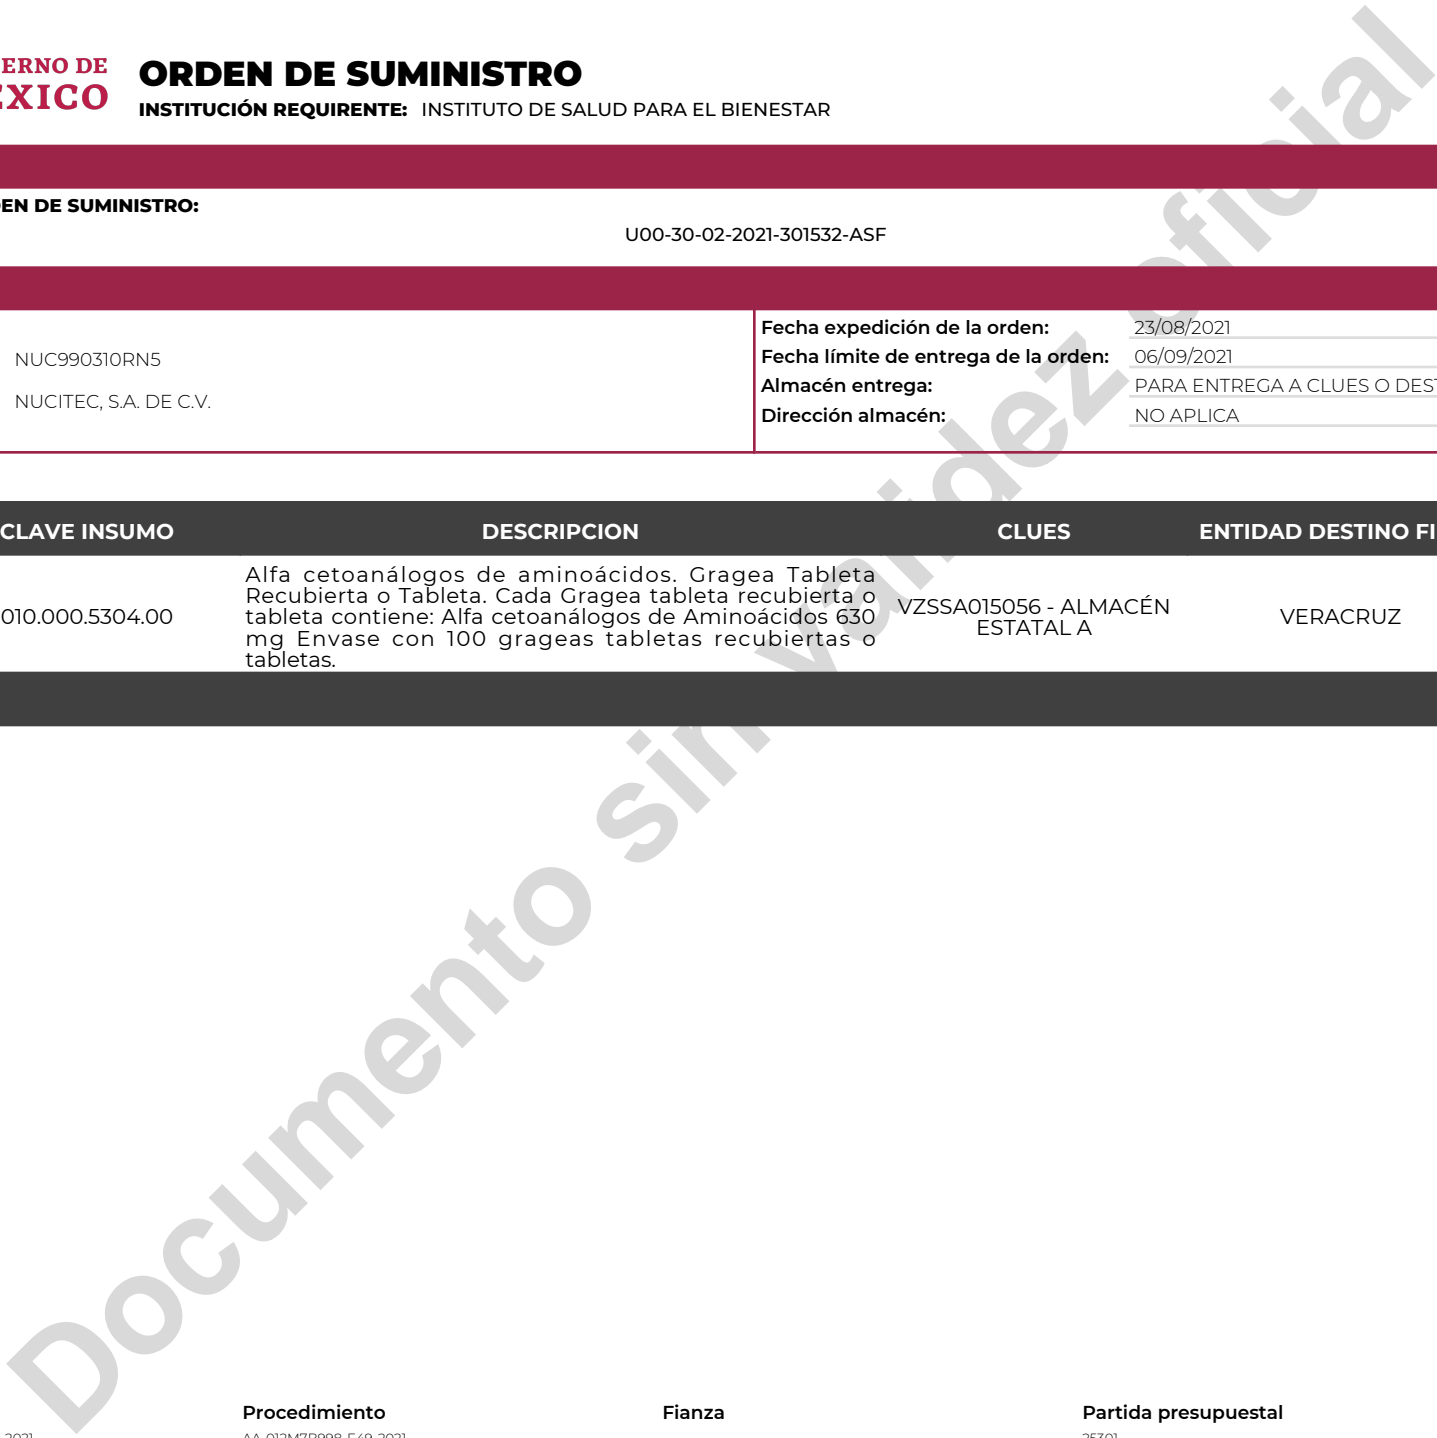 ERNO DE
ÉXICO
ORDEN DE SUMINISTRO
INSTITUCIÓN REQUIRENTE: INSTITUTO DE SALUD PARA EL BIENESTAR
EN DE SUMINISTRO:
U00-30-02-2021-301532-ASF
NUC990310RN5
NUCITEC, S.A. DE C.V.
Fecha expedición de la orden: 23/08/2021
Fecha límite de entrega de la orden: 06/09/2021
Almacén entrega: PARA ENTREGA A CLUES O DEST
Dirección almacén: NO APLICA
CLAVE INSUMO DESCRIPCION CLUES ENTIDAD DESTINO FI
010.000.5304.00
Alfa cetoanálogos de aminoácidos. Gragea Tableta
Recubierta o Tableta. Cada Gragea tableta recubierta o
tableta contiene: Alfa cetoanálogos de Aminoácidos 630
mg Envase con 100 grageas tabletas recubiertas o
tabletas.
VZSSA015056 - ALMACÉN
ESTATAL A
VERACRUZ
Documento sin validez oficial
Procedimiento Fianza Partida presupuestal